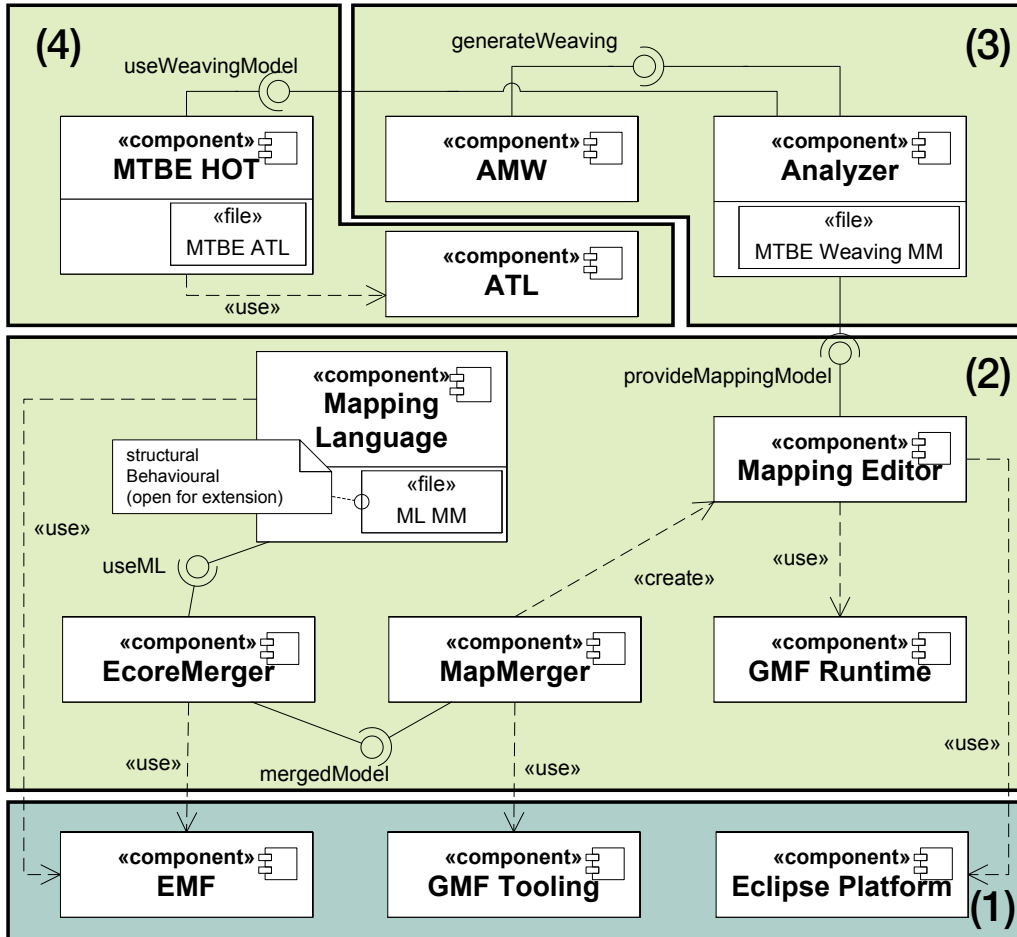 (4)
generateWeaving
(3)
useWeavingModel
«component»
MTBE HOT
«file»
MTBE ATL
«component»
AMW
«component»
Analyzer
«file»
MTBE Weaving MM
«component»
ATL
«use»
(2)
provideMappingModel
«component»
Mapping
Language
structural
Behavioural
(open for extension)
«file»
ML MM
«component»
Mapping Editor
«use»
useML
«create»
«use»
«component»
EcoreMerger
«component»
MapMerger
«component»
GMF Runtime
«use»
mergedModel
«use»
«use»
«component»
EMF
«component»
GMF Tooling
«component»
Eclipse Platform
(1)